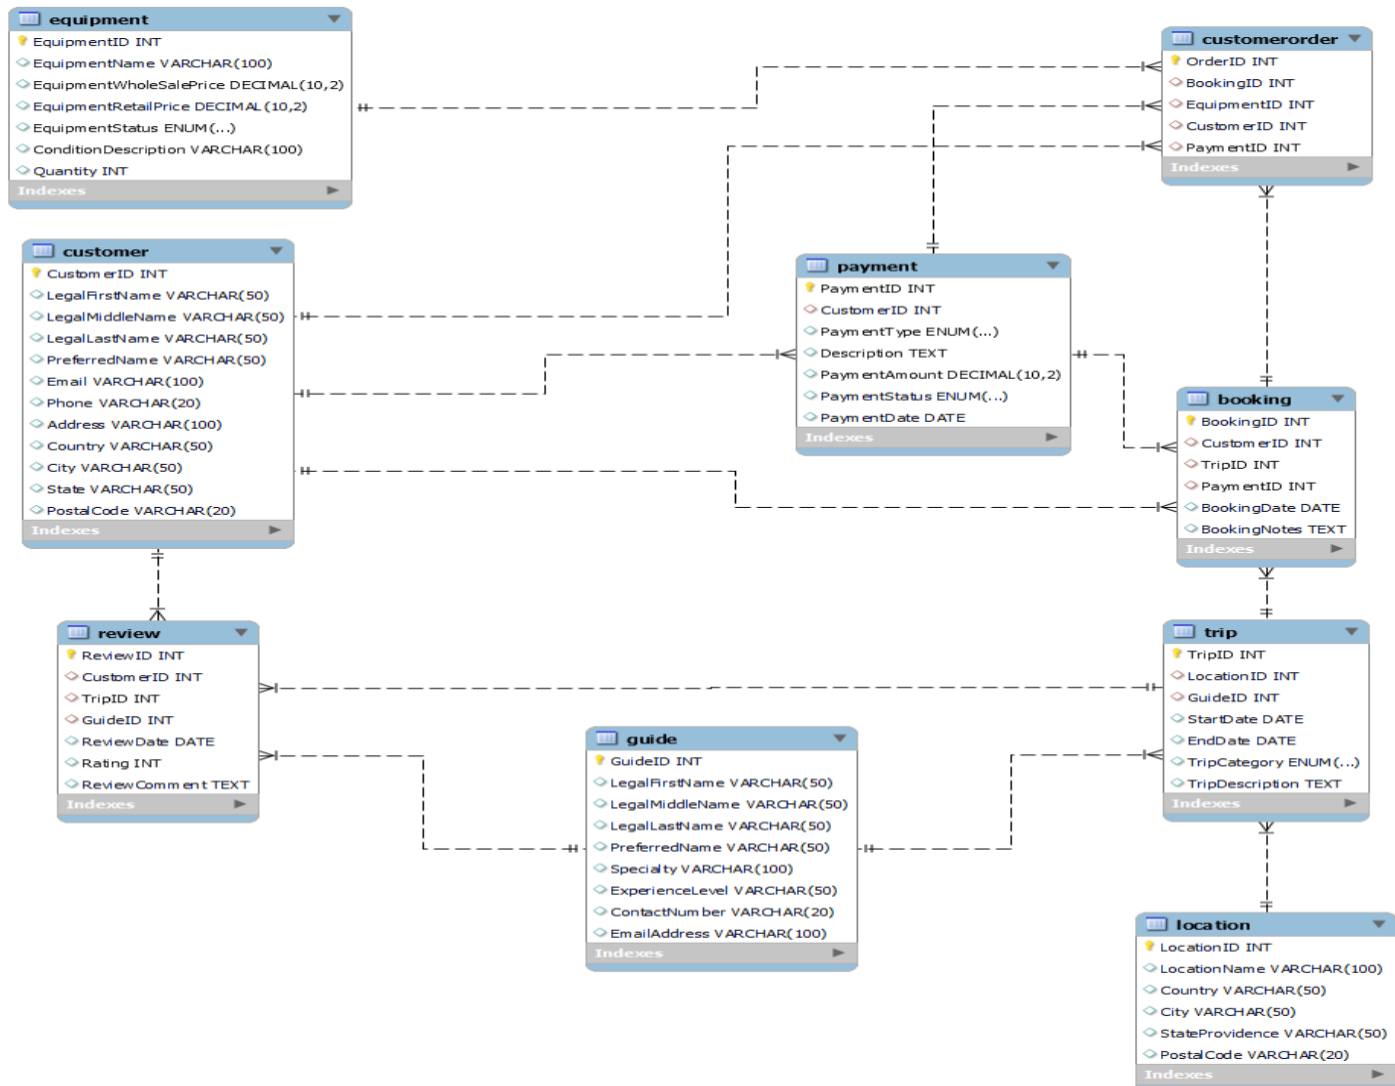 equipment
EquipmentID INT
EquipmentName VARCHAR(100)
EquipmentWholeSalePrice DECIMAL(10,2)
EquipmentRetailPrice DECIMAL(10,2)
EquipmentStatus ENUM(...)
ConditionDescription VARCHAR(100)
Quantity INT
Indexes
customerorder
OrderID INT
BookingID INT
EquipmentID INT
CustomerID INT
PaymentID INT
Indexes
customer
CustomerID INT
LegalFirstName VARCHAR(50)
LegalMiddleName VARCHAR(50)
LegalLastName VARCHAR(50)
PreferredName VARCHAR(50)
Email VARCHAR(100)
Phone VARCHAR(20)
Address VARCHAR(100)
Country VARCHAR(50)
City VARCHAR(50)
State VARCHAR(50)
PostalCode VARCHAR(20)
Indexes
payment
PaymentID INT
CustomerID INT
PaymentType ENUM(...)
Description TEXT
PaymentAmount DECIMAL(10,2)
PaymentStatus ENUM(...)
PaymentDate DATE
Indexes
booking
BookingID INT
CustomerID INT
TripID INT
PaymentID INT
BookingDate DATE
BookingNotes TEXT
Indexes
review
ReviewID INT
CustomerID INT
TripID INT
GuideID INT
ReviewDate DATE
Rating INT
ReviewComment TEXT
Indexes
guide
GuideID INT
LegalFirstName VARCHAR(50)
LegalMiddleName VARCHAR(50)
LegalLastName VARCHAR(50)
PreferredName VARCHAR(50)
Specialty VARCHAR(100)
ExperienceLevel VARCHAR(50)
ContactNumber VARCHAR(20)
EmailAddress VARCHAR(100)
Indexes
trip
TripID INT
LocationID INT
GuideID INT
StartDate DATE
EndDate DATE
TripCategory ENUM(...)
TripDescription TEXT
Indexes
location
LocationID INT
LocationName VARCHAR(100)
Country VARCHAR(50)
City VARCHAR(50)
StateProvidence VARCHAR(50)
PostalCode VARCHAR(20)
Indexes